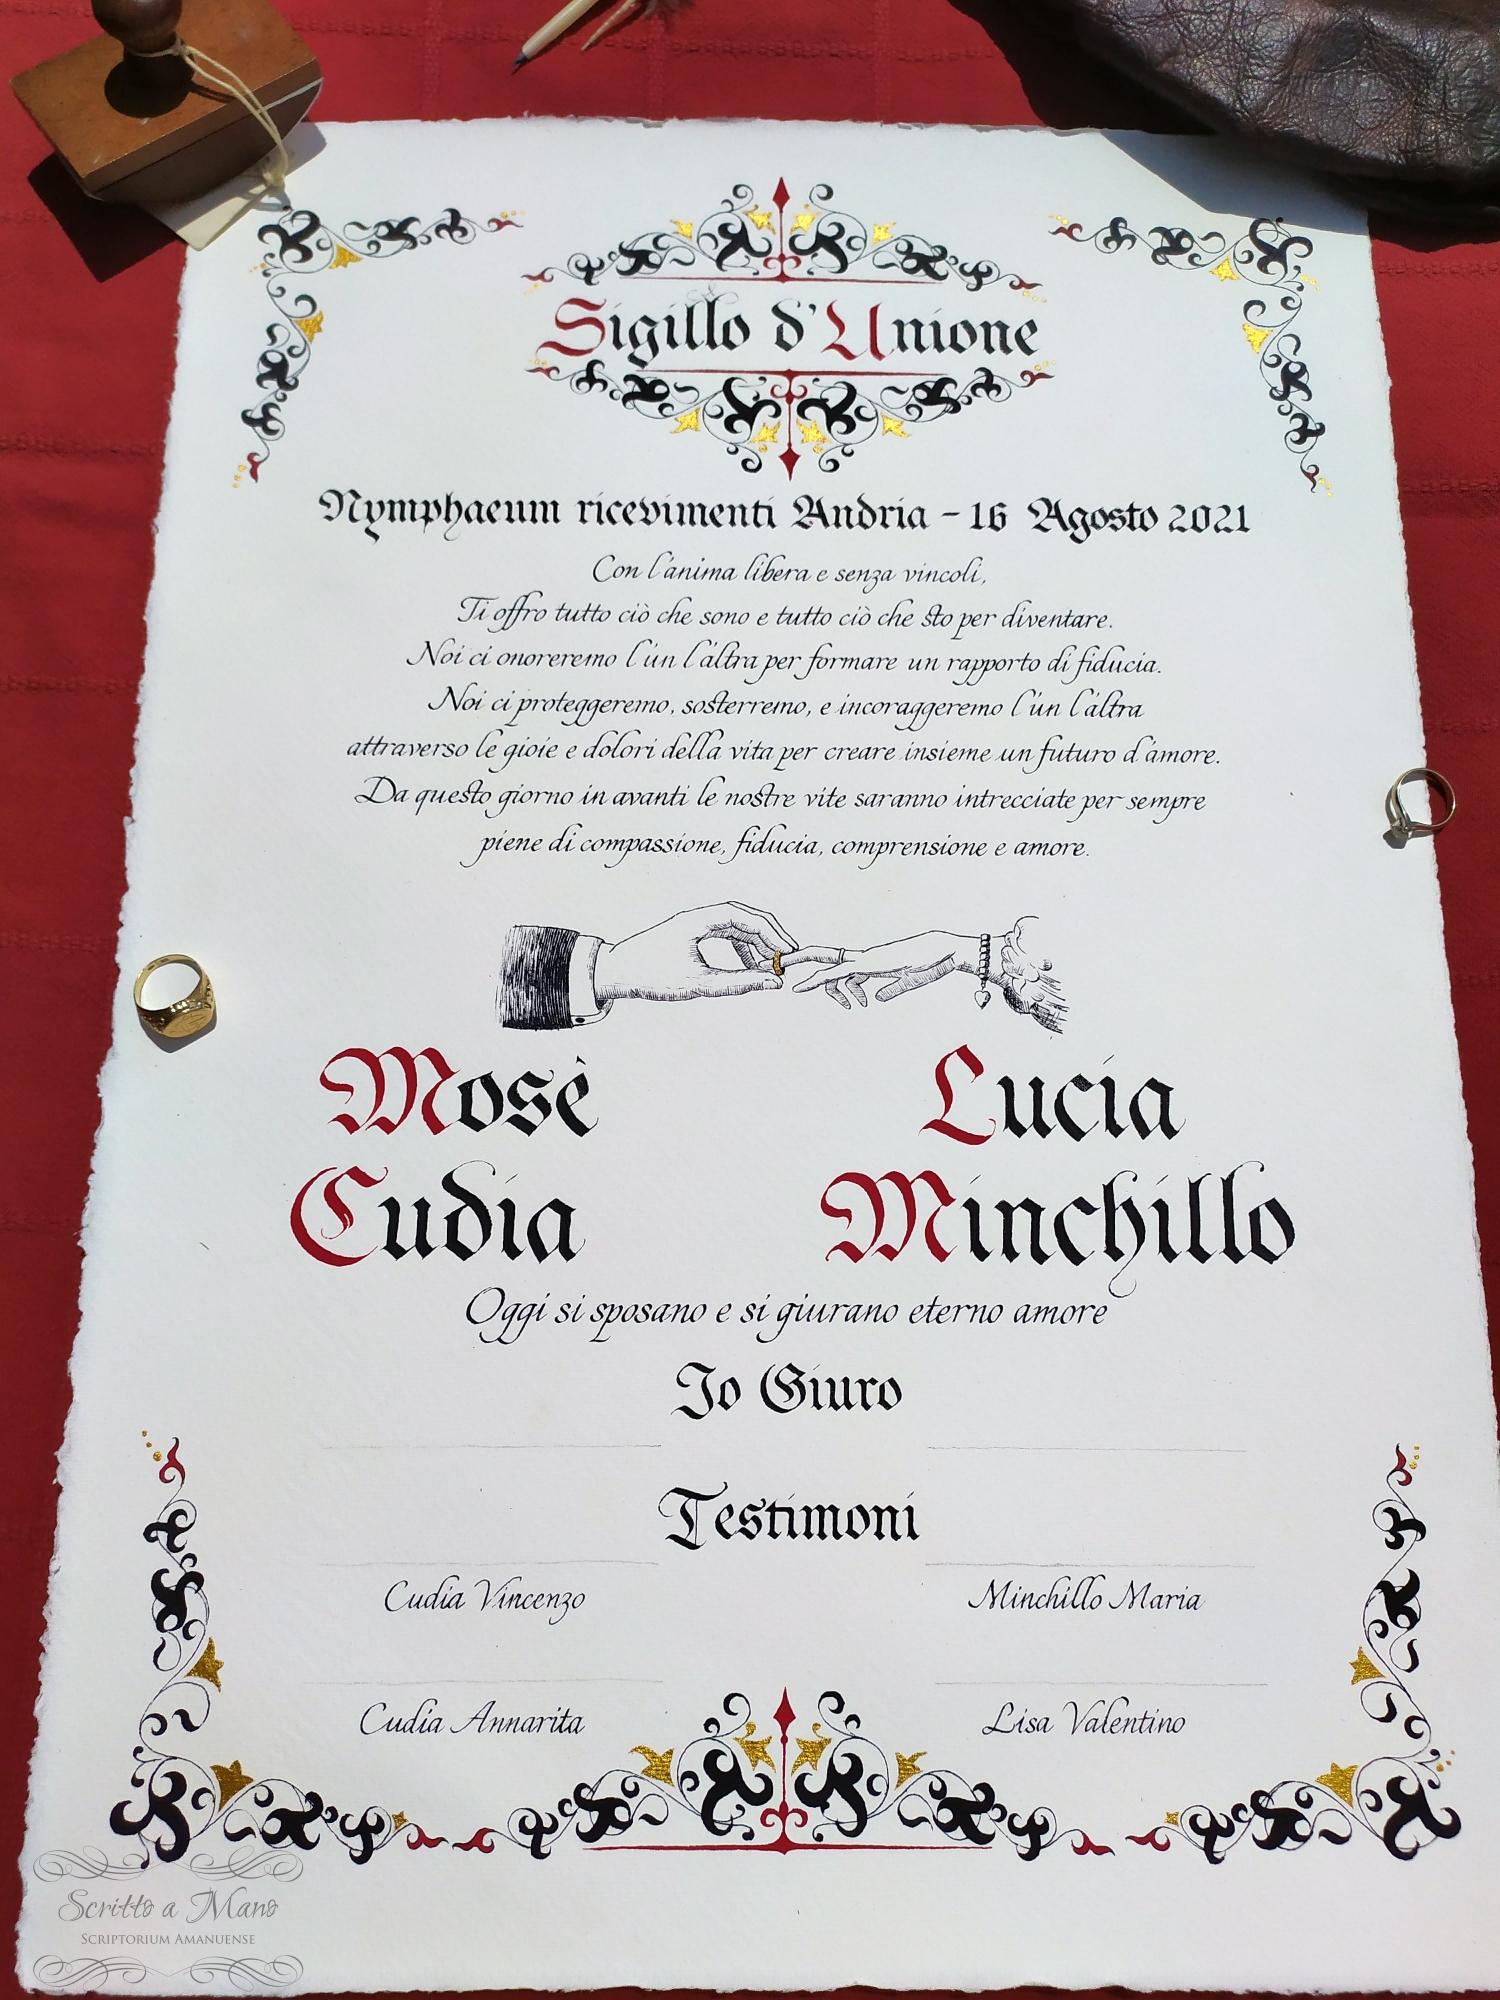 Sigillo d'Unione
Nymphaeum ricevimenti Andria - 16 Agosto 2021
Con l'anima libera e senza vincoli,
Ti offro tutto ciò che sono e tutto ciò che sto per diventare.
Noi ci onoreremo l'un l'altra per formare un rapporto di fiducia.
Noi ci proteggeremo, sosterremo, e incoraggeremo l'un l'altra
attraverso le gioie e dolori della vita per creare insieme un futuro d'amore.
Da questo giorno in avanti le nostre vite saranno intrecciate per sempre
piene di compassione, fiducia, comprensione e amore.
Mosè Lucia
Cudia Minchillo
Oggi si sposano e si giurano eterno amore
Io Giuro
Testimoni
Cudia Vincenzo Minchillo Maria
Cudia Annarita Lisa Valentino
Scritto a Mano
Scriptorium Amanuense